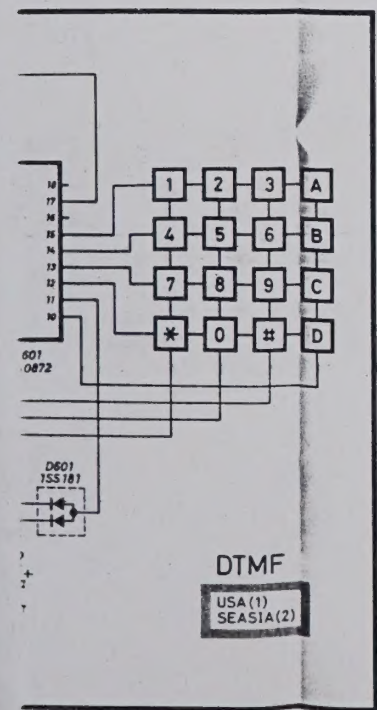 18
17
16
15
14
13
12
11
10
1 2 3 A
4 5 6 B
7 8 9 C
* 0 # D
601
0872
D601
1SS181
+
DTMF
USA(1)
SEASIA(2)